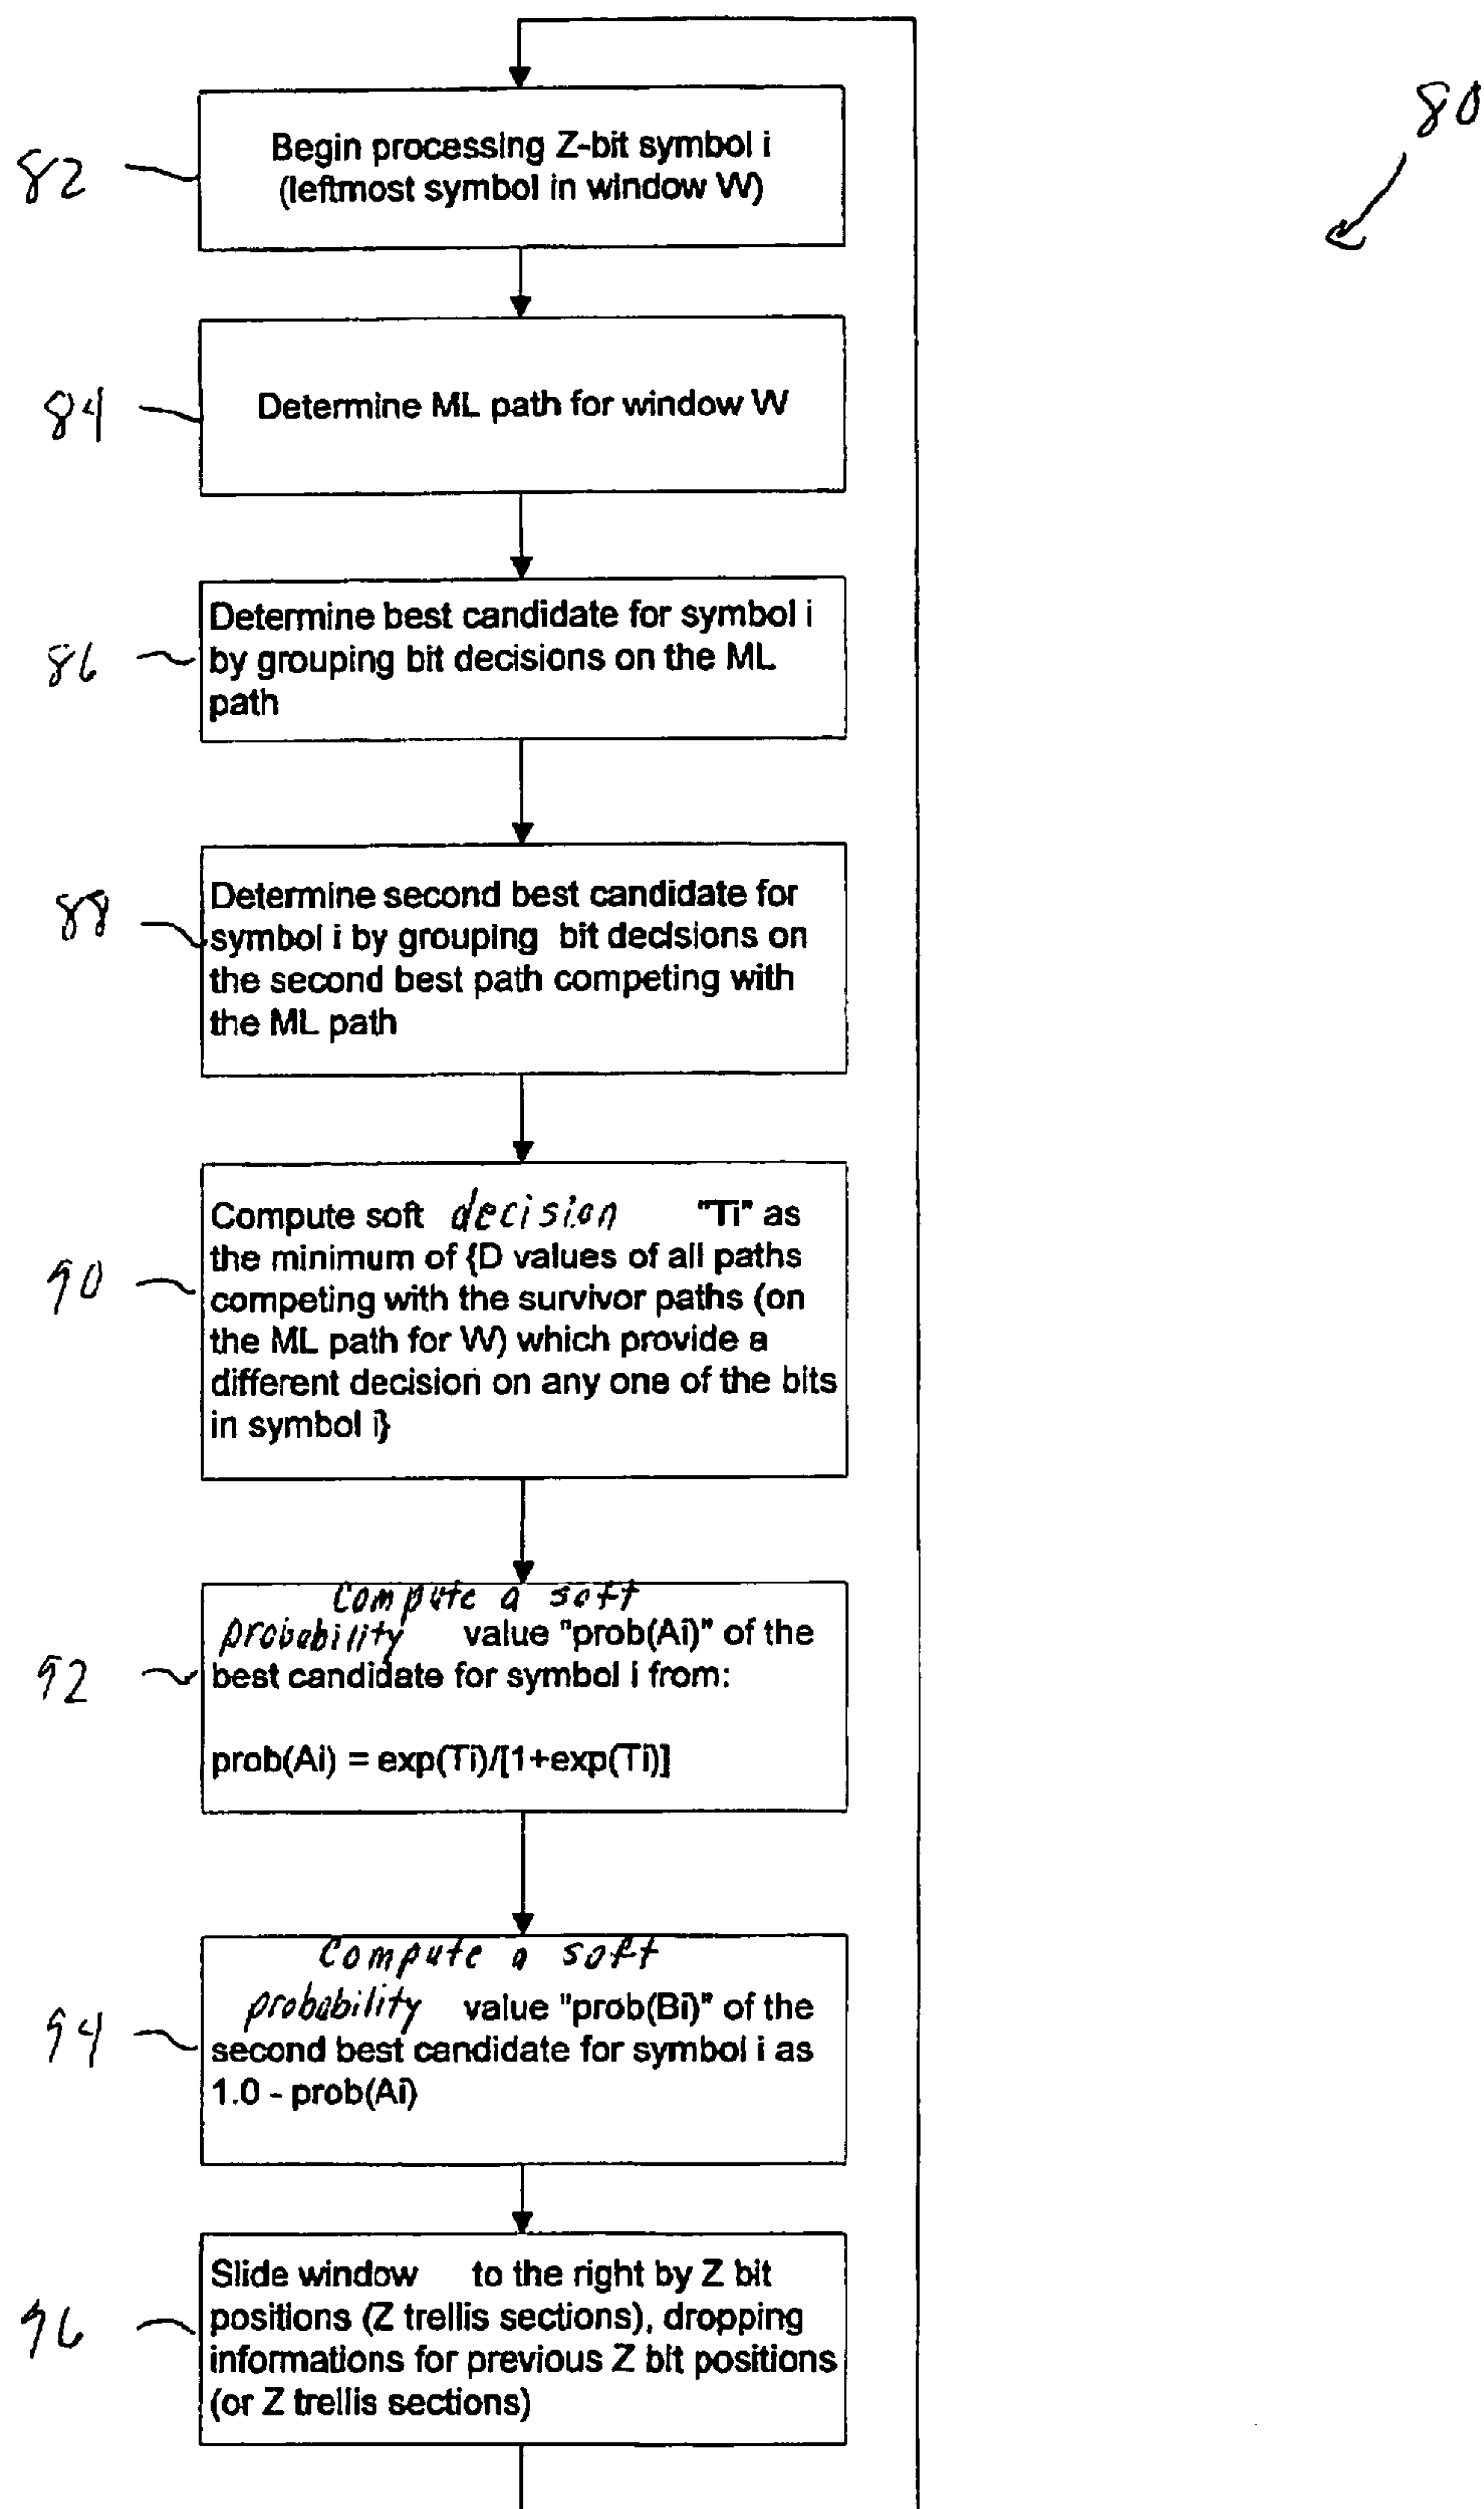 80
82
Begin processing Z-bit symbol i
(leftmost symbol in window W)
84
Determine ML path for window W
86
Determine best candidate for symbol i
by grouping bit decisions on the ML
path
88
Determine second best candidate for
symbol i by grouping bit decisions on
the second best path competing with
the ML path
90
Compute soft decision "Ti" as
the minimum of {D values of all paths
competing with the survivor paths (on
the ML path for W) which provide a
different decision on any one of the bits
in symbol i}
92
Compute a soft
probability value "prob(Ai)" of the
best candidate for symbol i from:
prob(Ai) = exp(Ti)/[1+exp(Ti)]
94
Compute a soft
probability value "prob(Bi)" of the
second best candidate for symbol i as
1.0 - prob(Ai)
96
Slide window to the right by Z bit
positions (Z trellis sections), dropping
informations for previous Z bit positions
(or Z trellis sections)